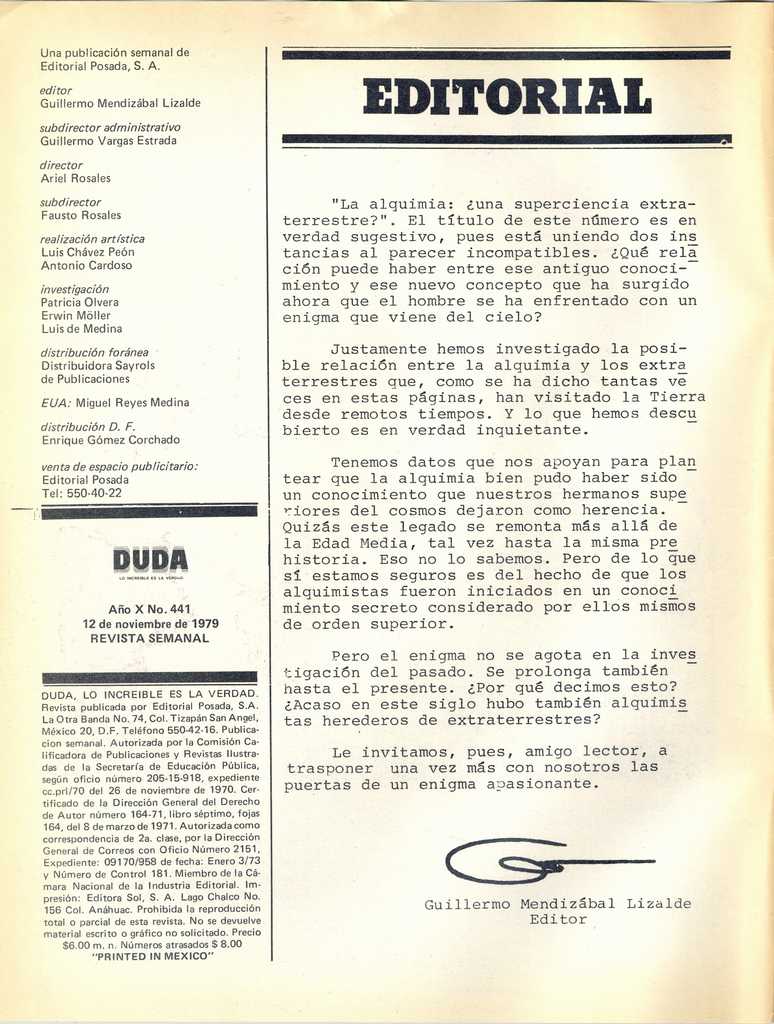 Una publicación semanal de
Editorial Posada, S. A.
editor
Guillermo Mendizábal Lizalde
subdirector administrativo
Guillermo Vargas Estrada
director
Ariel Rosales
subdirector
Fausto Rosales
realización artística
Luis Chávez Peón
Antonio Cardoso
investigación
Patricia Olvera
Erwin Möller
Luis de Medina
distribución foránea
Distribuidora Sayrols
de Publicaciones
EUA: Miguel Reyes Medina
distribución D. F.
Enrique Gómez Corchado
venta de espacio publicitario:
Editorial Posada
Tel: 550-40-22
DUDA
LO INCREIBLE ES LA VERDAD
Año X No. 441
12 de noviembre de 1979
REVISTA SEMANAL
DUDA, LO INCREIBLE ES LA VERDAD.
Revista publicada por Editorial Posada, S.A.
La Otra Banda No. 74, Col. Tizapán San Angel,
México 20, D.F. Teléfono 550-42-16. Publica-
cion semanal. Autorizada por la Comisión Ca-
lificadora de Publicaciones y Revistas Ilustra-
das de la Secretaría de Educación Pública,
según oficio número 205-15-918, expediente
cc.pri/70 del 26 de noviembre de 1970. Cer-
tificado de la Dirección General del Derecho
de Autor número 164-71, libro séptimo, fojas
164, del 8 de marzo de 1971. Autorizada como
correspondencia de 2a. clase, por la Dirección
General de Correos con Oficio Número 2151,
Expediente: 09170/958 de fecha: Enero 3/73
y Número de Control 181. Miembro de la Cá-
mara Nacional de la Industria Editorial. Im-
presión: Editora Sol, S. A. Lago Chalco No.
156 Col. Anáhuac. Prohibida la reproducción
total o parcial de esta revista. No se devuelve
material escrito o gráfico no solicitado. Precio
$6.00 m. n. Números atrasados $ 8.00
"PRINTED IN MEXICO"
EDITORIAL
"La alquimia: ¿una superciencia extra-
terrestre?". El título de este número es en
verdad sugestivo, pues está uniendo dos ins
tancias al parecer incompatibles. ¿Qué rela
ción puede haber entre ese antiguo conoci-
miento y ese nuevo concepto que ha surgido
ahora que el hombre se ha enfrentado con un
enigma que viene del cielo?
Justamente hemos investigado la posi-
ble relación entre la alquimia y los extra
terrestres que, como se ha dicho tantas ve
ces en estas páginas, han visitado la Tierra
desde remotos tiempos. Y lo que hemos descu
bierto es en verdad inquietante.
Tenemos datos que nos apoyan para plan
tear que la alquimia bien pudo haber sido
un conocimiento que nuestros hermanos supe
riores del cosmos dejaron como herencia.
Quizás este legado se remonta más allá de
la Edad Media, tal vez hasta la misma pre
historia. Eso no lo sabemos. Pero de lo que
sí estamos seguros es del hecho de que los
alquimistas fueron iniciados en un conoci
miento secreto considerado por ellos mismos
de orden superior.
Pero el enigma no se agota en la inves
tigación del pasado. Se prolonga también
hasta el presente. ¿Por qué decimos esto?
¿Acaso en este siglo hubo también alquimis
tas herederos de extraterrestres?
Le invitamos, pues, amigo lector, a
trasponer una vez más con nosotros las
puertas de un enigma apasionante.
Guillermo Mendizábal Lizalde
Editor